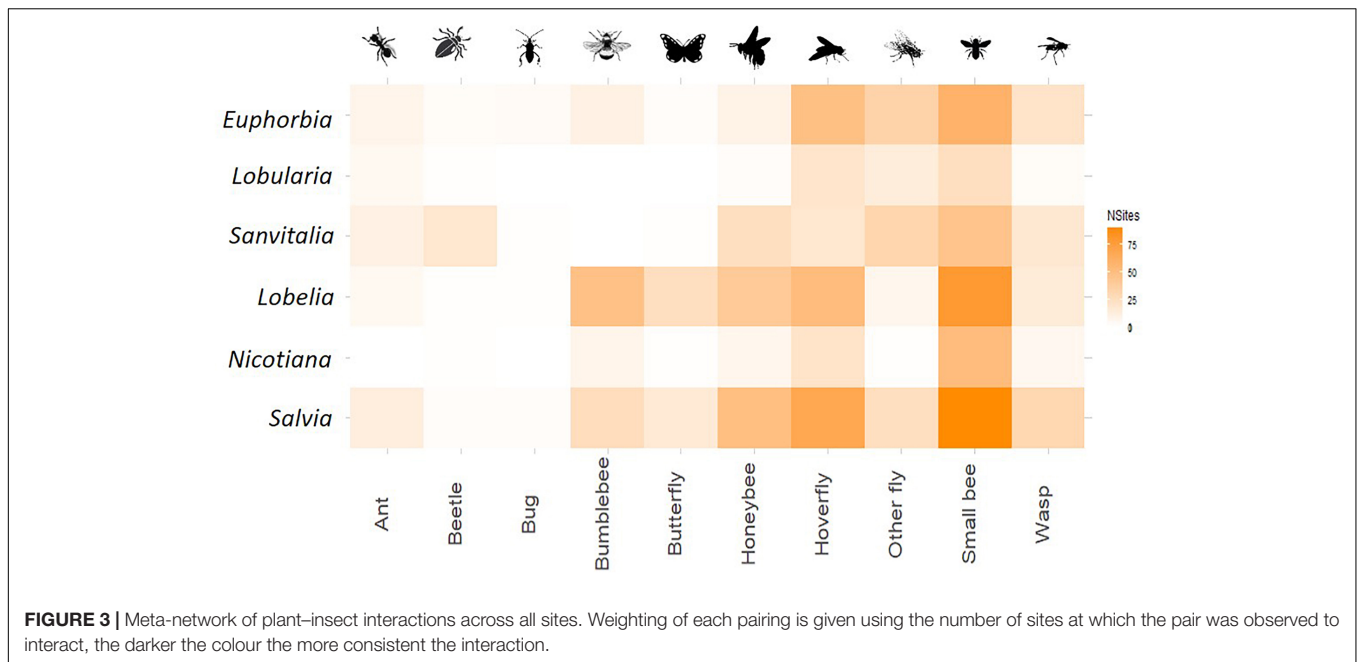 Euphorbia
Lobularia
Sanvitalia
Lobelia
Nicotiana
Salvia
NSites
75
50
25
0
Ant
Beetle
Bug
Bumblebee
Butterfly
Honeybee
Hoverfly
Other fly
Small bee
Wasp
FIGURE 3 | Meta-network of plant–insect interactions across all sites. Weighting of each pairing is given using the number of sites at which the pair was observed to
interact, the darker the colour the more consistent the interaction.